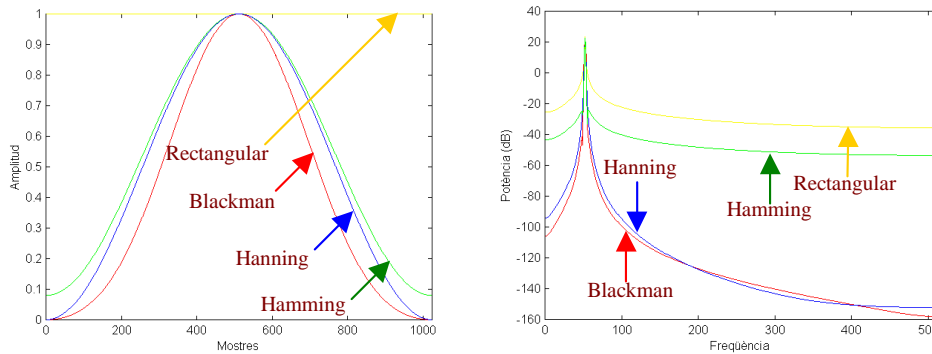 1
0.9
0.8
0.7
0.6
0.5
0.4
0.3
0.2
0.1
0
Amplitud
0
200
400
600
800
1000
Mostres
Rectangular
Blackman
Hanning
Hamming
40
20
0
-20
-40
-60
-80
-100
-120
-140
-160
Potència (dB)
0
100
200
300
400
500
Freqüència
Hanning
Rectangular
Hamming
Blackman